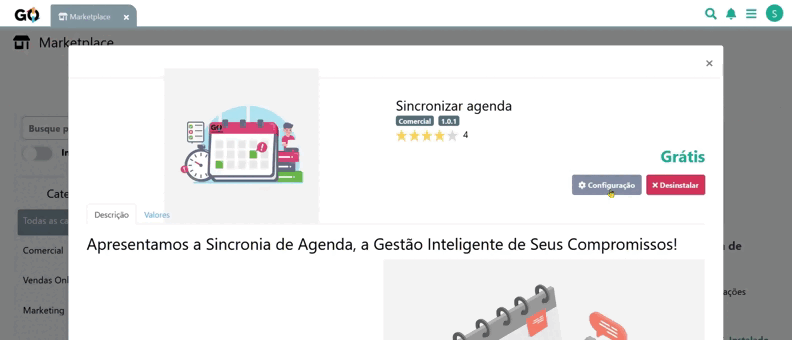 GO
Marketplace
S
Marketplace
Sincronizar agenda
Comercial 1.0.1
4
Grátis
Configuração Desinstalar
Busque p
In
Cate
Todas as ca
Comercial
Vendas Onl
Marketing
Descrição Valores
Apresentamos a Sincronia de Agenda, a Gestão Inteligente de Seus Compromissos!
de
ações
Instalado